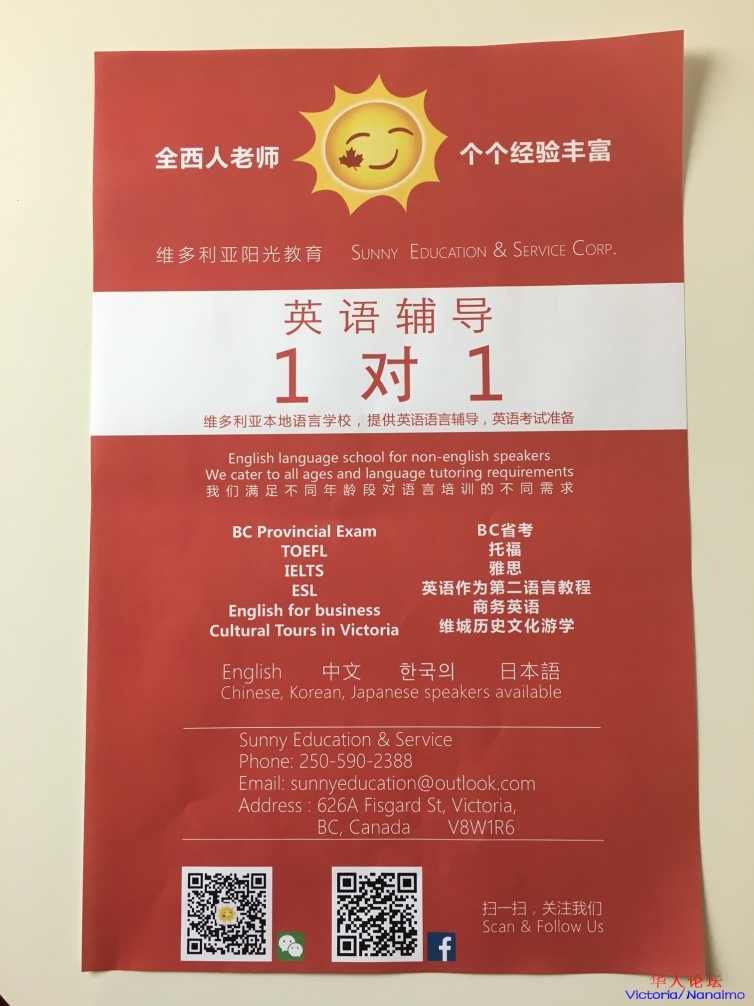 全西人老师
个个经验丰富
维多利亚阳光教育 SUNNY EDUCATION & SERVICE CORP.
英语辅导
1 对 1
维多利亚本地语言学校，提供英语语言辅导，英语考试准备
English language school for non-english speakers
We cater to all ages and language tutoring requirements
我们满足不同年龄段对语言培训的不同需求
BC Provincial Exam BC省考
TOEFL 托福
IELTS 雅思
ESL 英语作为第二语言教程
English for business 商务英语
Cultural Tours in Victoria 维城历史文化游学
English 中文 한국의 日本語
Chinese, Korean, Japanese speakers available
Sunny Education & Service
Phone: 250-590-2388
Email: sunnyeducation@outlook.com
Address : 626A Fisgard St, Victoria,
BC, Canada V8W1R6
扫一扫，关注我们
Scan & Follow Us
华人论坛
Victoria/Nanaimo